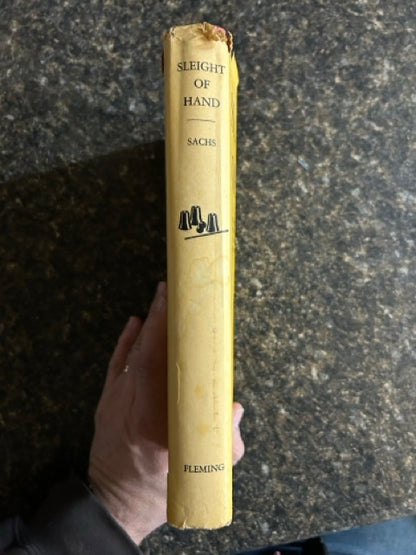 SLEIGHT
OF
HAND
SACHS
FLEMING